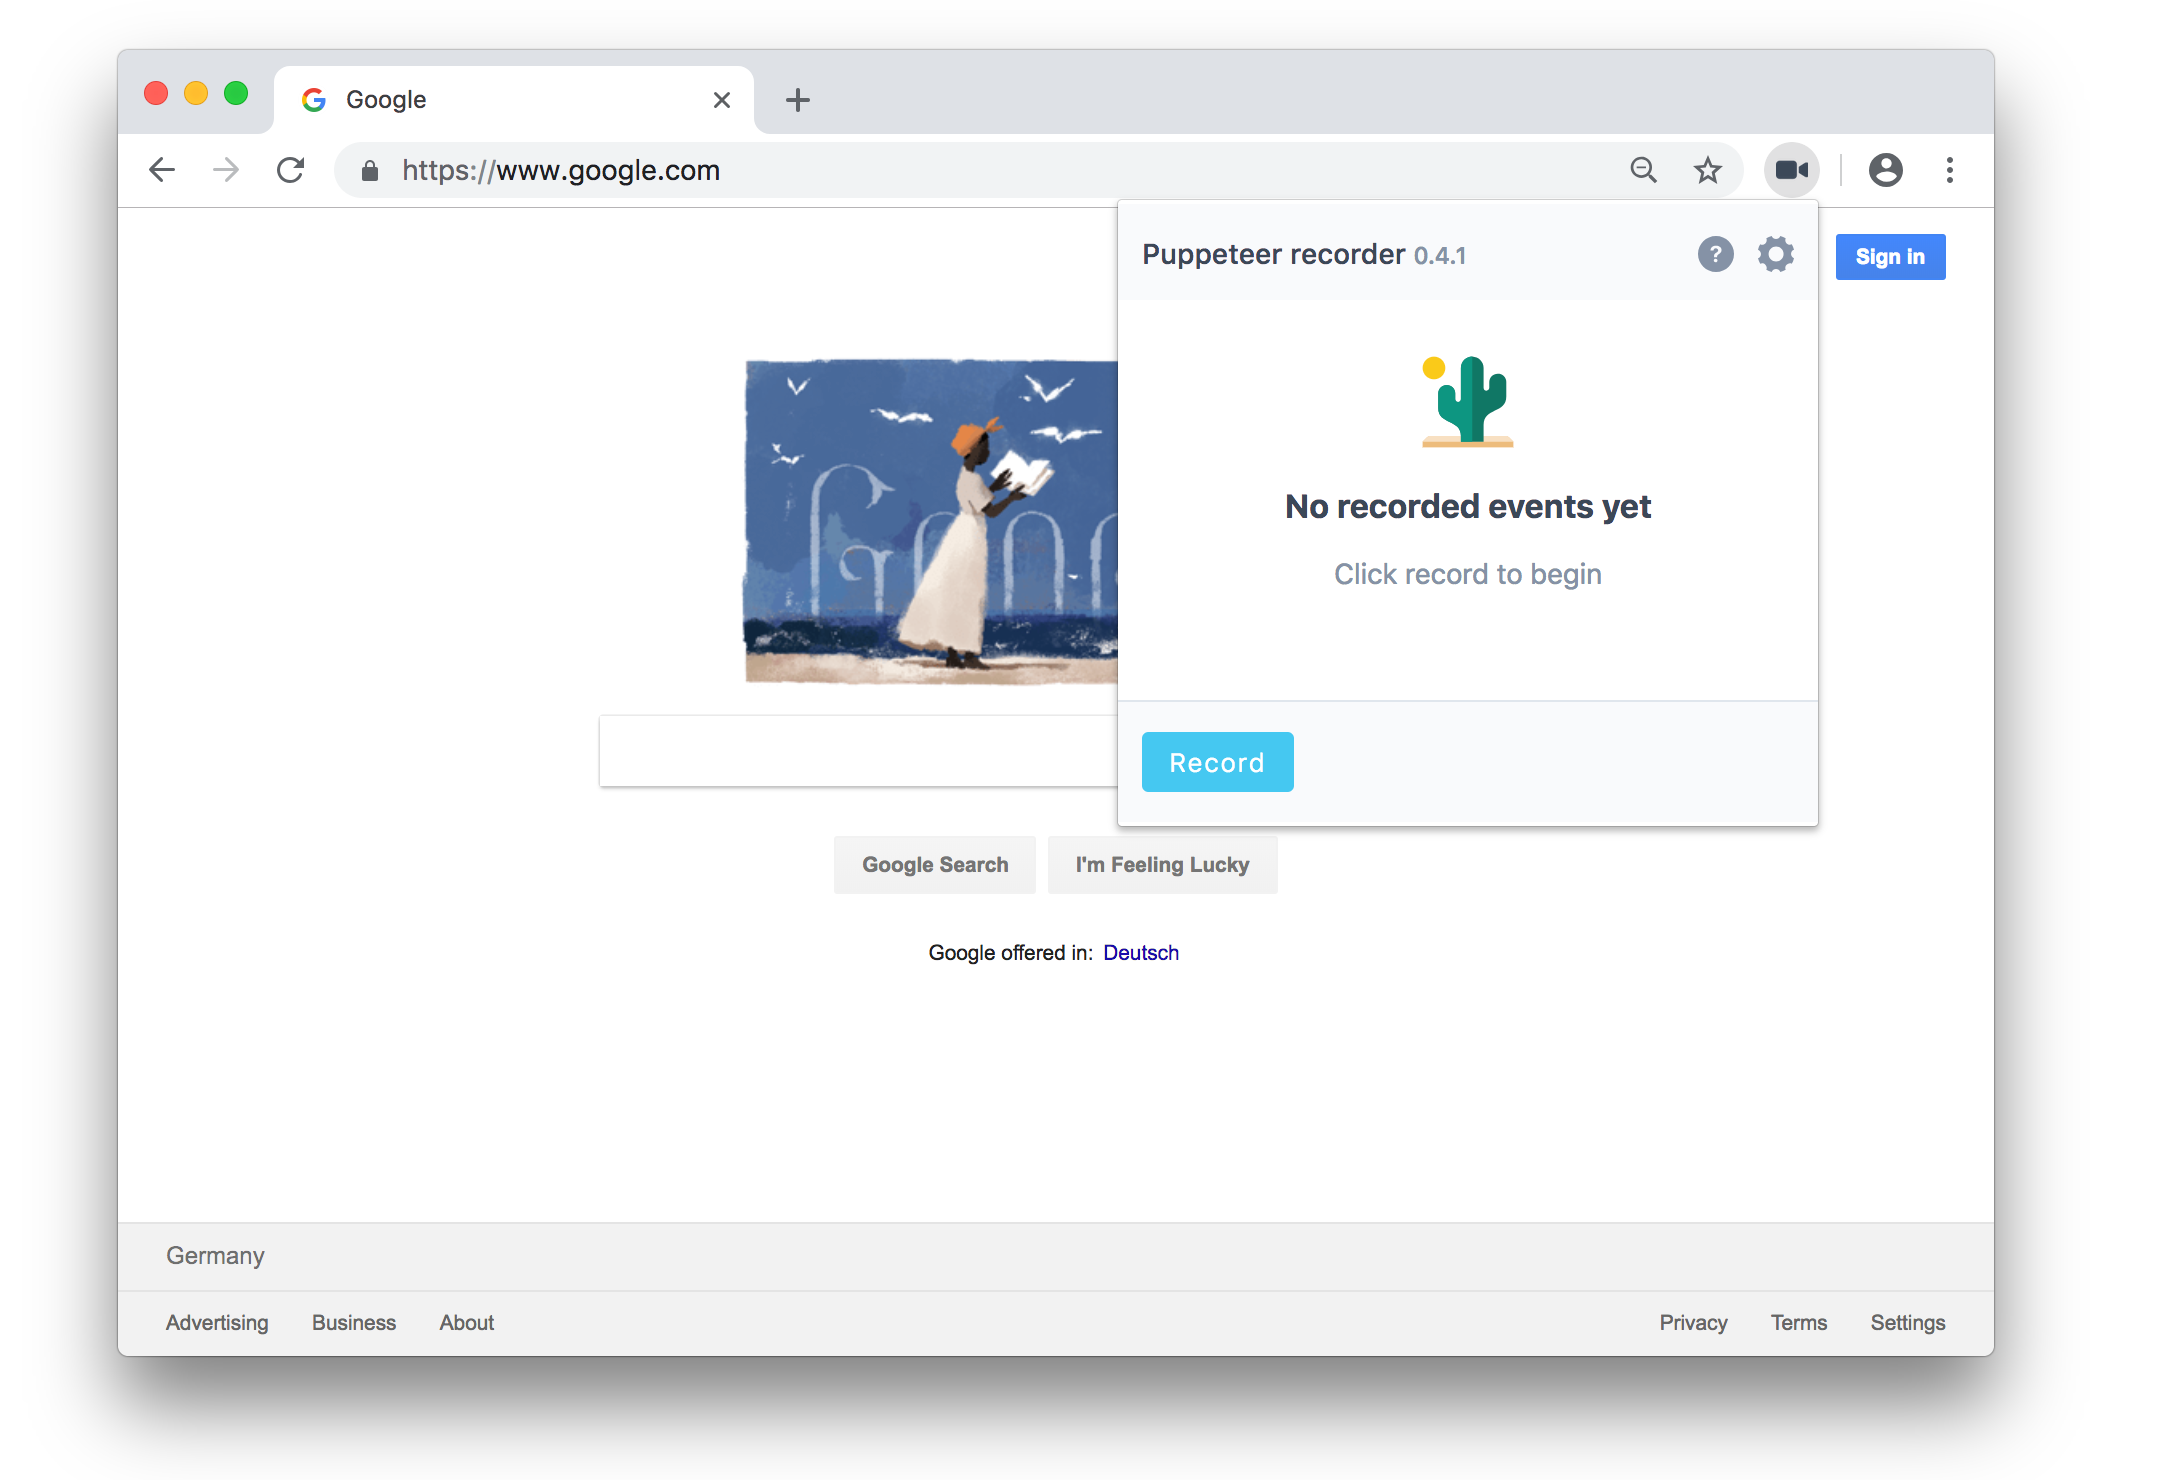 Google
https://www.google.com
Puppeteer recorder 0.4.1
?
Sign in
No recorded events yet
Click record to begin
Record
Google Search
I'm Feeling Lucky
Google offered in: Deutsch
Germany
Advertising
Business
About
Privacy
Terms
Settings